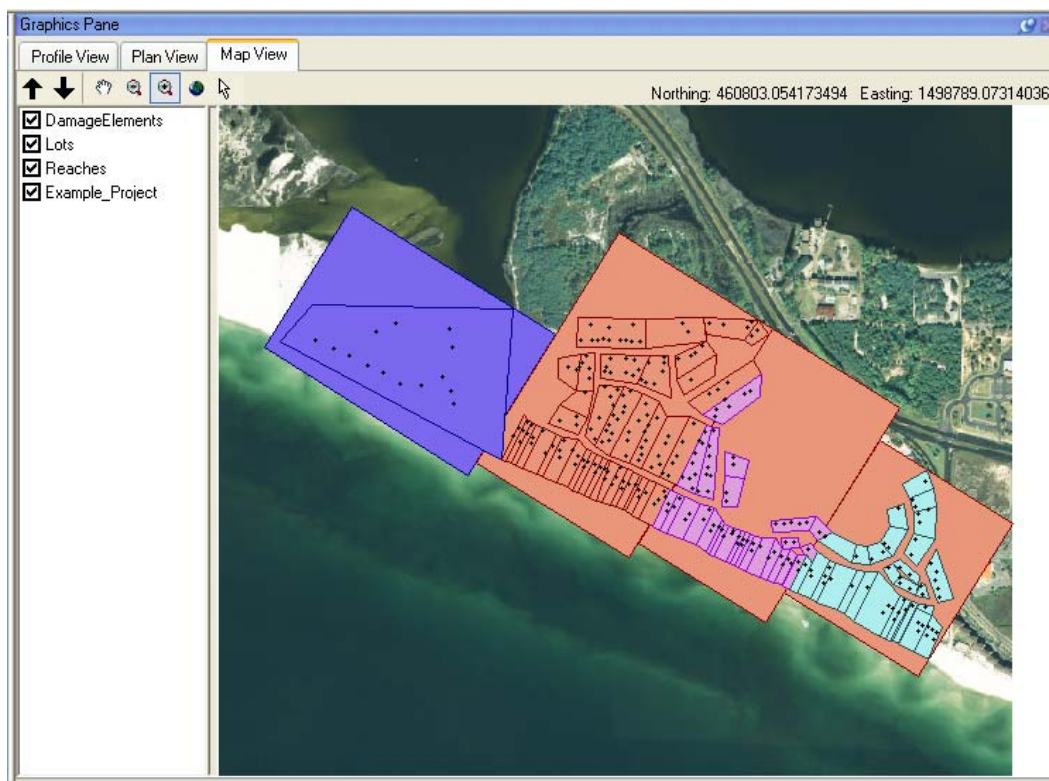 Graphics Pane
Profile View Plan View Map View
Northing: 460803.054173494 Easting: 1498789.07314036
DamageElements
Lots
Reaches
Example_Project